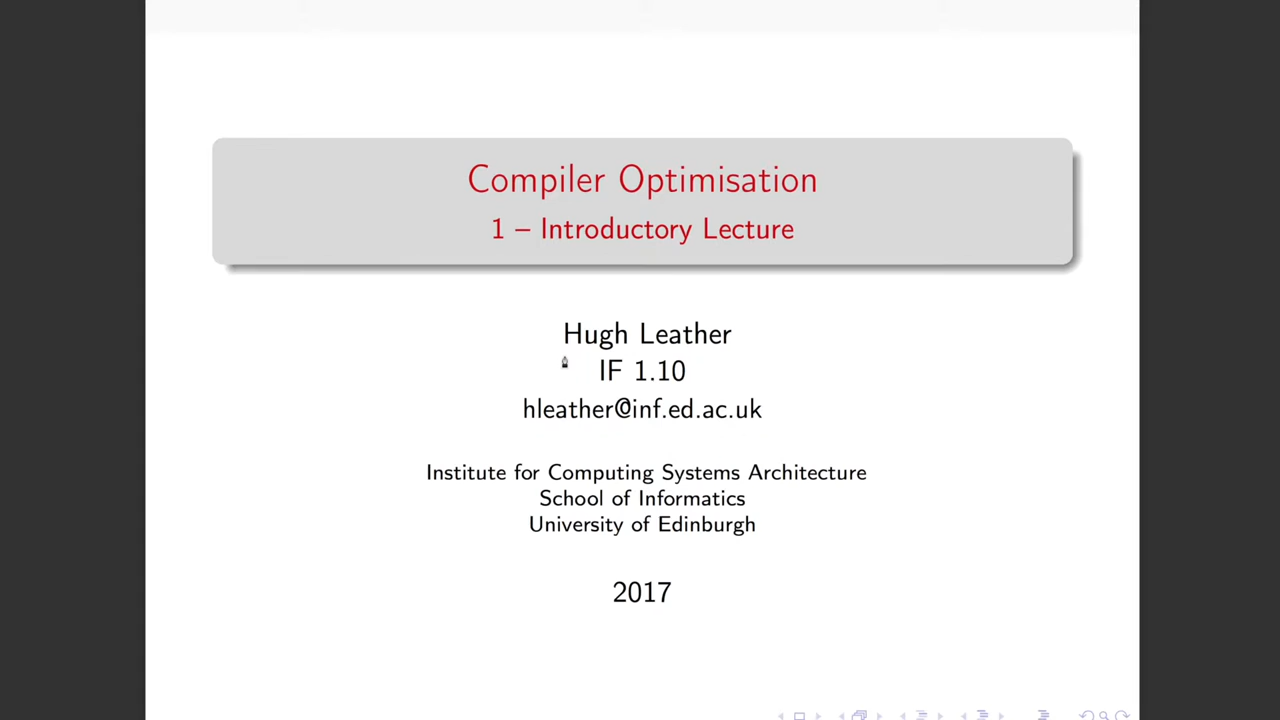 Compiler Optimisation
1 – Introductory Lecture
Hugh Leather
IF 1.10
hleather@inf.ed.ac.uk
Institute for Computing Systems Architecture
School of Informatics
University of Edinburgh
2017